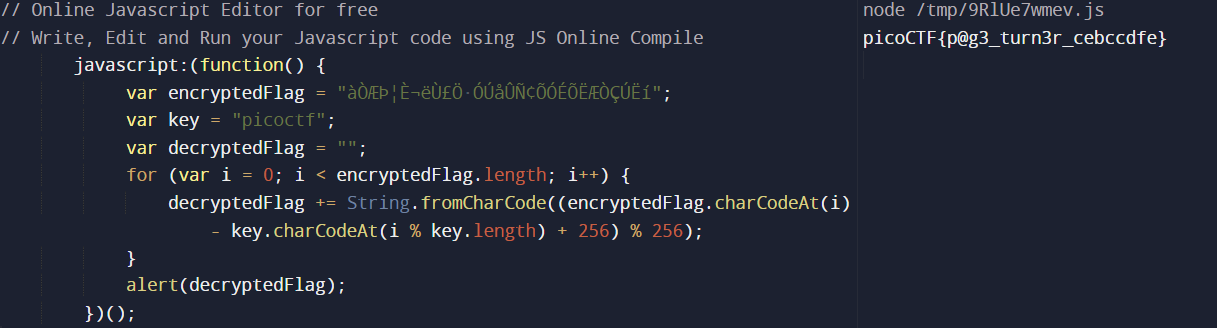 // Online Javascript Editor for free
// Write, Edit and Run your Javascript code using JS Online Compile
javascript:(function() {
var encryptedFlag = "àÒÆÞ¦È¬ëÙ£Ö·ÓÚåÛÑ¢ÕÓÉÕËÆÒÇÚËí";
var key = "picoctf";
var decryptedFlag = "";
for (var i = 0; i < encryptedFlag.length; i++) {
decryptedFlag += String.fromCharCode((encryptedFlag.charCodeAt(i)
- key.charCodeAt(i % key.length) + 256) % 256);
}
alert(decryptedFlag);
})();
node /tmp/9RlUe7wmev.js
picoCTF{p@g3_turn3r_cebccdfe}